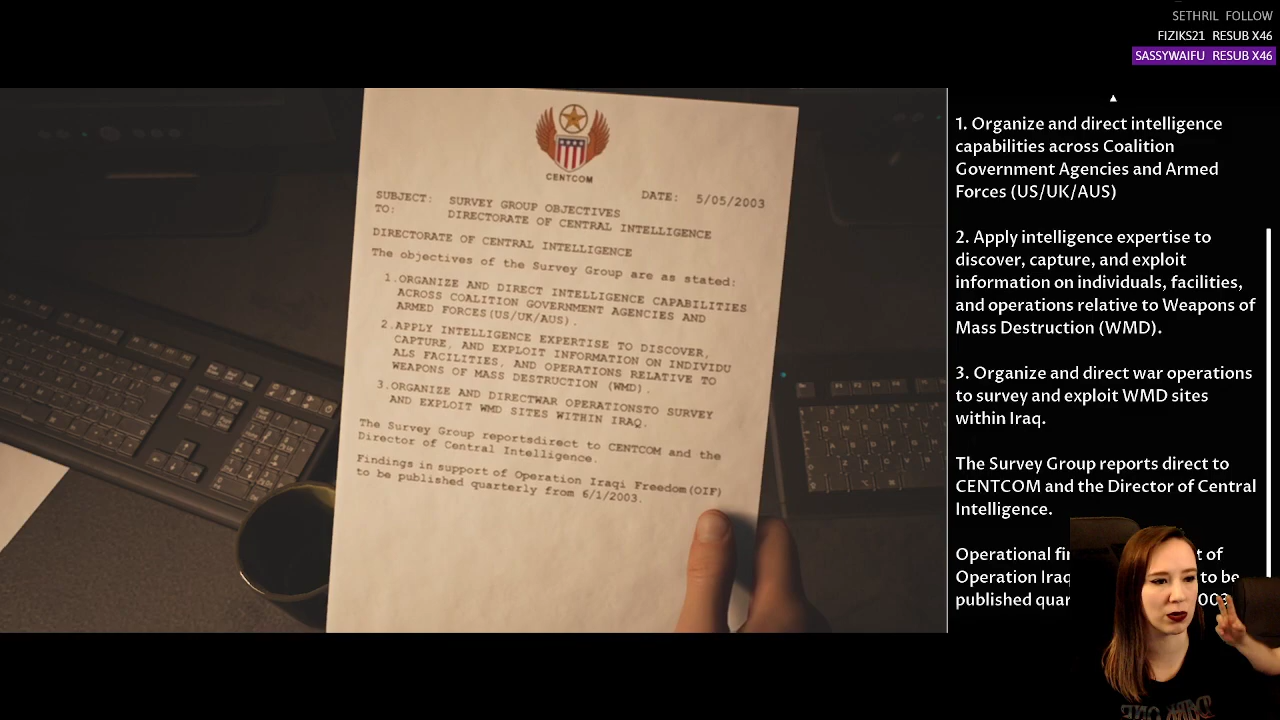 SETHRIL FOLLOW
FIZIKS21 RESUB X46
SASSYWAIFU RESUB X46
CENTCOM
DATE: 5/05/2003
SUBJECT: SURVEY GROUP OBJECTIVES
TO: DIRECTORATE OF CENTRAL INTELLIGENCE
DIRECTORATE OF CENTRAL INTELLIGENCE
The objectives of the Survey Group are as stated:
1.ORGANIZE AND DIRECT INTELLIGENCE CAPABILITIES
ACROSS COALITION GOVERNMENT AGENCIES AND
ARMED FORCES(US/UK/AUS).
2.APPLY INTELLIGENCE EXPERTISE TO DISCOVER,
CAPTURE, AND EXPLOIT INFORMATION ON INDIVIDU
ALS FACILITIES, AND OPERATIONS RELATIVE TO
WEAPONS OF MASS DESTRUCTION (WMD).
3.ORGANIZE AND DIRECTWAR OPERATIONSTO SURVEY
AND EXPLOIT WMD SITES WITHIN IRAQ.
The Survey Group reportsdirect to CENTCOM and the
Director of Central Intelligence.
Findings in support of Operation Iraqi Freedom(OIF)
to be published quarterly from 6/1/2003.
1. Organize and direct intelligence
capabilities across Coalition
Government Agencies and Armed
Forces (US/UK/AUS)
2. Apply intelligence expertise to
discover, capture, and exploit
information on individuals, facilities,
and operations relative to Weapons of
Mass Destruction (WMD).
3. Organize and direct war operations
to survey and exploit WMD sites
within Iraq.
The Survey Group reports direct to
CENTCOM and the Director of Central
Intelligence.
Operational of
Operation to be
published